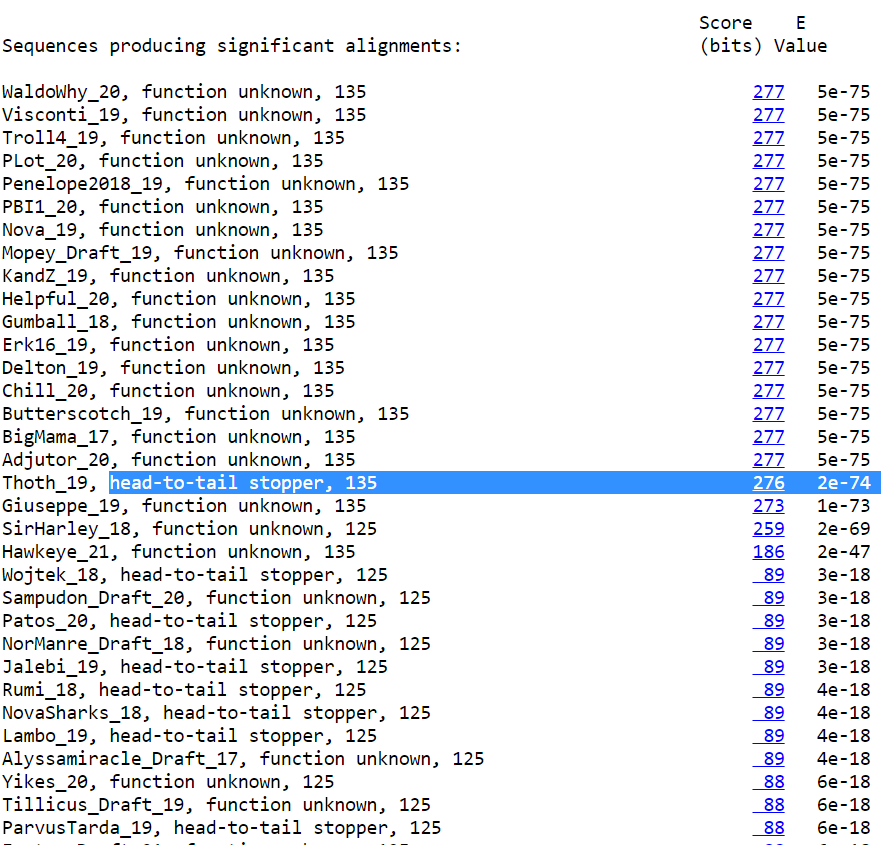 Score    E
Sequences producing significant alignments:                      (bits) Value
WaldoWhy_20, function unknown, 135                                    277   5e-75
Visconti_19, function unknown, 135                                    277   5e-75
Troll4_19, function unknown, 135                                      277   5e-75
PLot_20, function unknown, 135                                        277   5e-75
Penelope2018_19, function unknown, 135                                277   5e-75
PBI1_20, function unknown, 135                                        277   5e-75
Nova_19, function unknown, 135                                        277   5e-75
Mopey_Draft_19, function unknown, 135                                 277   5e-75
KandZ_19, function unknown, 135                                       277   5e-75
Helpful_20, function unknown, 135                                     277   5e-75
Gumball_18, function unknown, 135                                     277   5e-75
Erk16_19, function unknown, 135                                       277   5e-75
Delton_19, function unknown, 135                                      277   5e-75
Chill_20, function unknown, 135                                       277   5e-75
Butterscotch_19, function unknown, 135                                277   5e-75
BigMama_17, function unknown, 135                                     277   5e-75
Adjutor_20, function unknown, 135                                     277   5e-75
Thoth_19, head-to-tail stopper, 135                                   276   2e-74
Giuseppe_19, function unknown, 135                                    273   1e-73
SirHarley_18, function unknown, 125                                   259   2e-69
Hawkeye_21, function unknown, 135                                     186   2e-47
Wojtek_18, head-to-tail stopper, 125                                   89   3e-18
Sampudon_Draft_20, function unknown, 125                               89   3e-18
Patos_20, head-to-tail stopper, 125                                    89   3e-18
NorManre_Draft_18, function unknown, 125                               89   3e-18
Jalebi_19, head-to-tail stopper, 125                                   89   3e-18
Rumi_18, head-to-tail stopper, 125                                     89   4e-18
NovaSharks_18, head-to-tail stopper, 125                               89   4e-18
Lambo_19, head-to-tail stopper, 125                                    89   4e-18
Alyssamiracle_Draft_17, function unknown, 125                          89   4e-18
Yikes_20, function unknown, 125                                        88   6e-18
Tillicus_Draft_19, function unknown, 125                               88   6e-18
ParvusTarda_19, head-to-tail stopper, 125                              88   6e-18